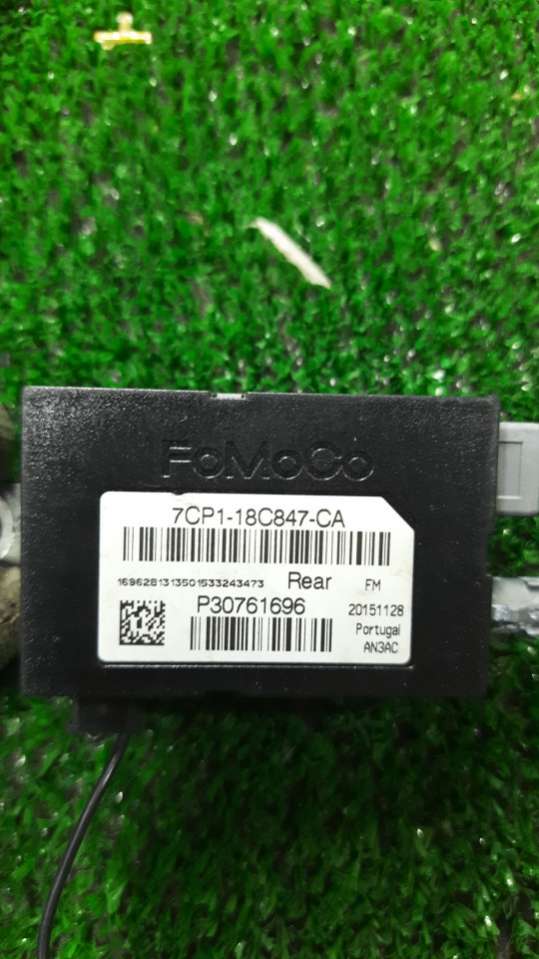 FoMoCo
7CP1-18C847-CA
1696281313501533243473 Rear FM
P30761696 20151128
Portugal
AN3AC